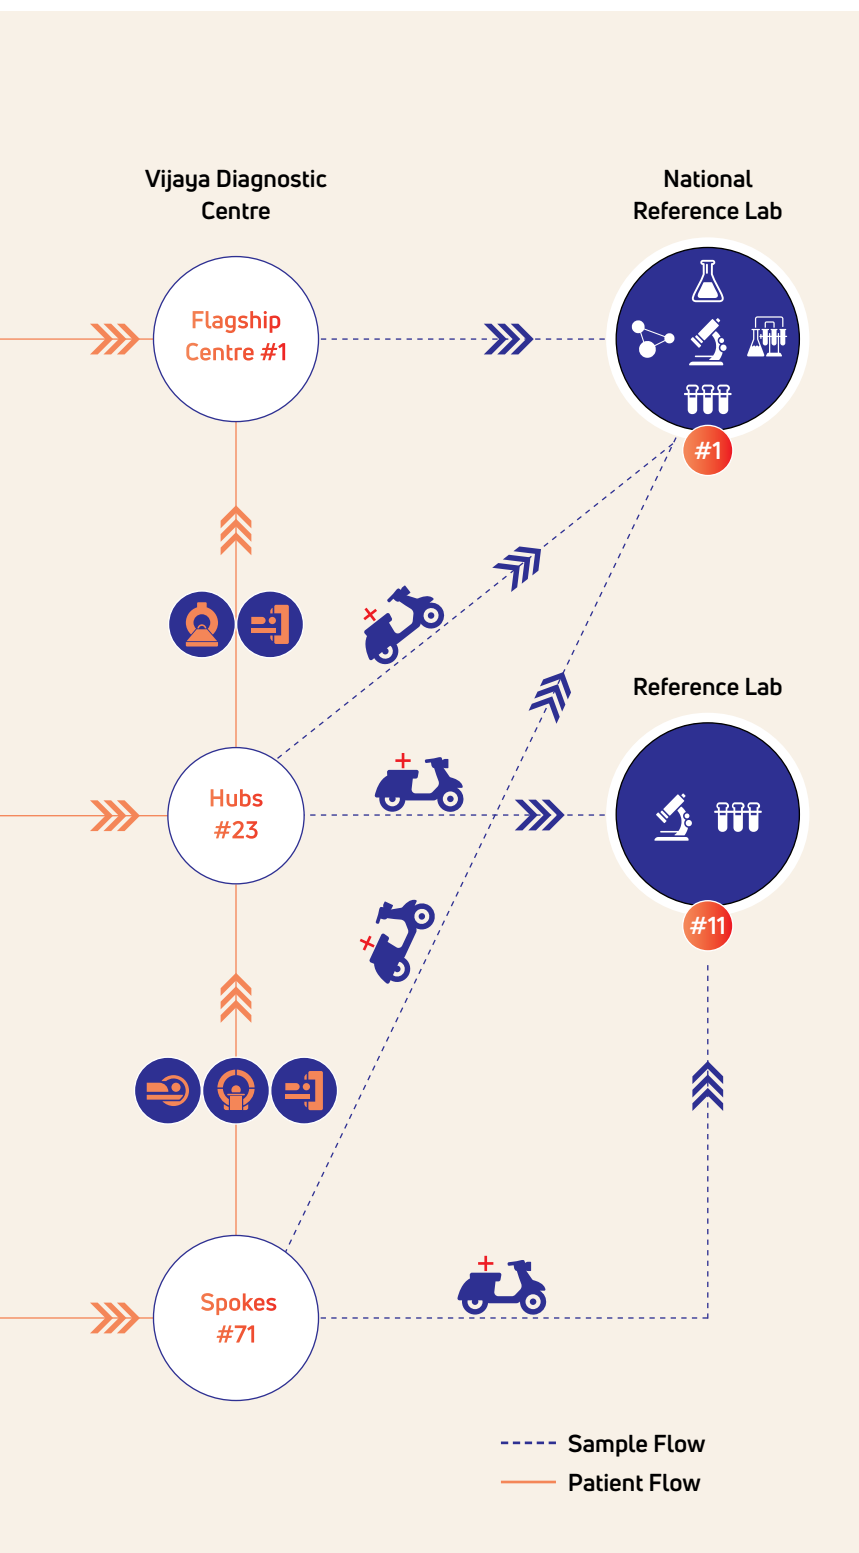 Vijaya Diagnostic
Centre
National
Reference Lab
Flagship
Centre #1
#1
Reference Lab
Hubs
#23
#11
Spokes
#71
Sample Flow
Patient Flow